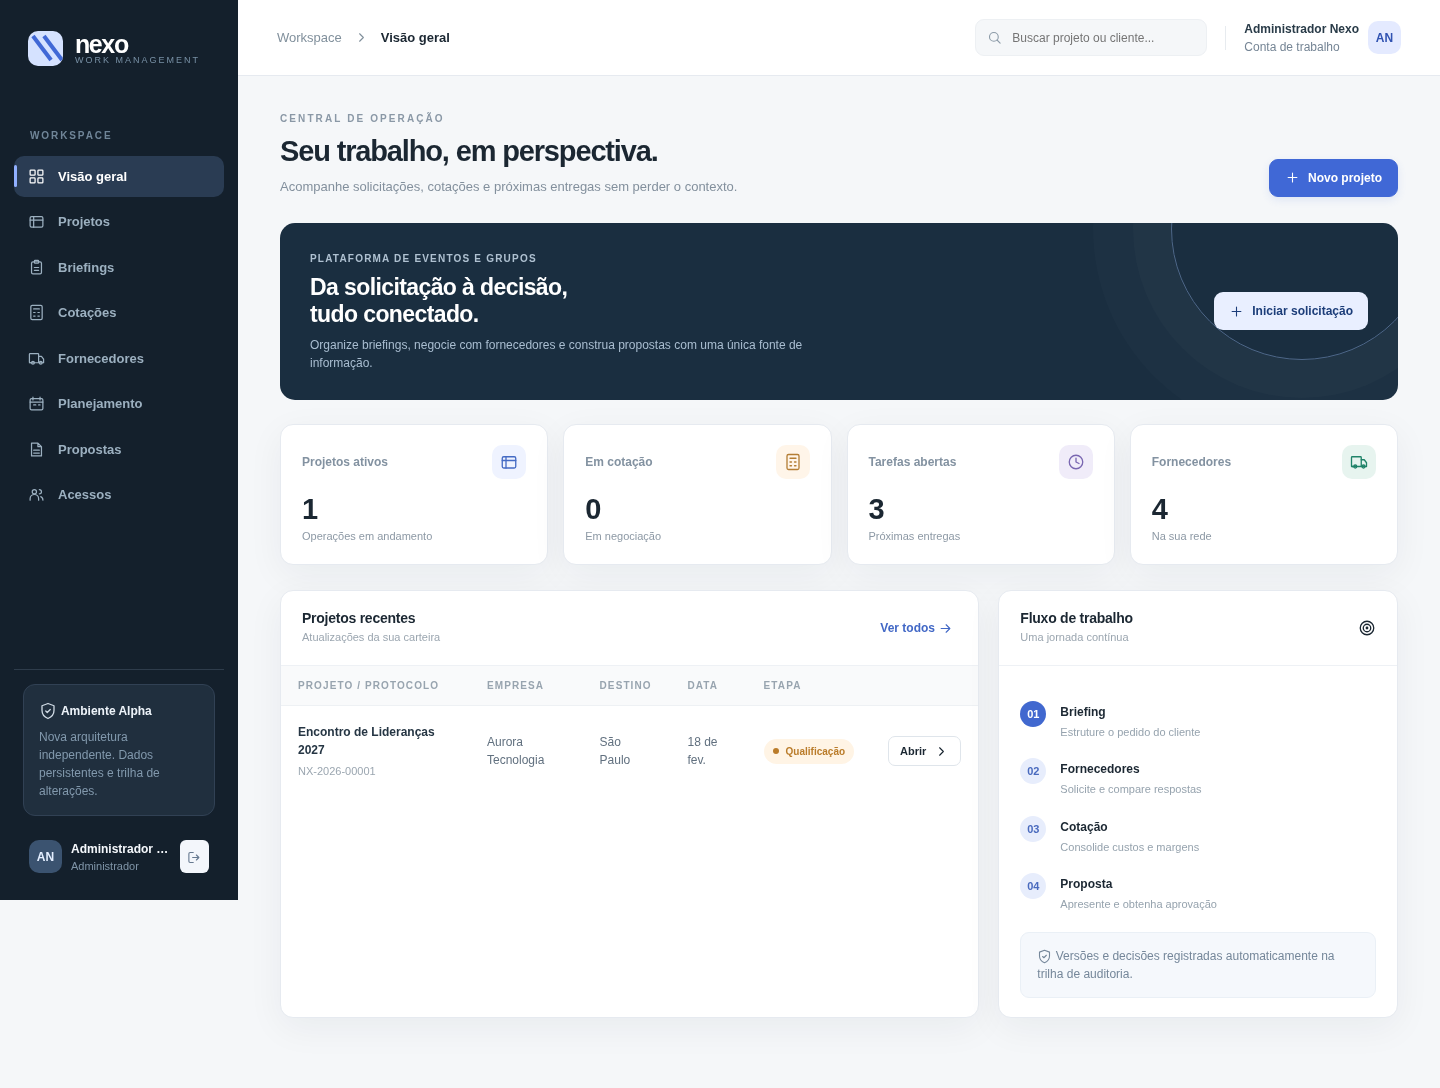 nexo
WORK MANAGEMENT
WORKSPACE
Visão geral
Projetos
Briefings
Cotações
Fornecedores
Planejamento
Propostas
Acessos
Ambiente Alpha
Nova arquitetura
independente. Dados
persistentes e trilha de
alterações.
AN
Administrador ...
Administrador
Workspace
Visão geral
Buscar projeto ou cliente...
Administrador Nexo
Conta de trabalho
AN
CENTRAL DE OPERAÇÃO
Seu trabalho, em perspectiva.
Acompanhe solicitações, cotações e próximas entregas sem perder o contexto.
Novo projeto
PLATAFORMA DE EVENTOS E GRUPOS
Da solicitação à decisão,
tudo conectado.
Organize briefings, negocie com fornecedores e construa propostas com uma única fonte de
informação.
Iniciar solicitação
Projetos ativos
1
Operações em andamento
Em cotação
0
Em negociação
Tarefas abertas
3
Próximas entregas
Fornecedores
4
Na sua rede
Projetos recentes
Atualizações da sua carteira
Ver todos
PROJETO / PROTOCOLO EMPRESA DESTINO DATA ETAPA
Encontro de Lideranças
2027
NX-2026-00001
Aurora
Tecnologia
São
Paulo
18 de
fev.
Qualificação
Abrir
Fluxo de trabalho
Uma jornada contínua
01
Briefing
Estruture o pedido do cliente
02
Fornecedores
Solicite e compare respostas
03
Cotação
Consolide custos e margens
04
Proposta
Apresente e obtenha aprovação
Versões e decisões registradas automaticamente na
trilha de auditoria.